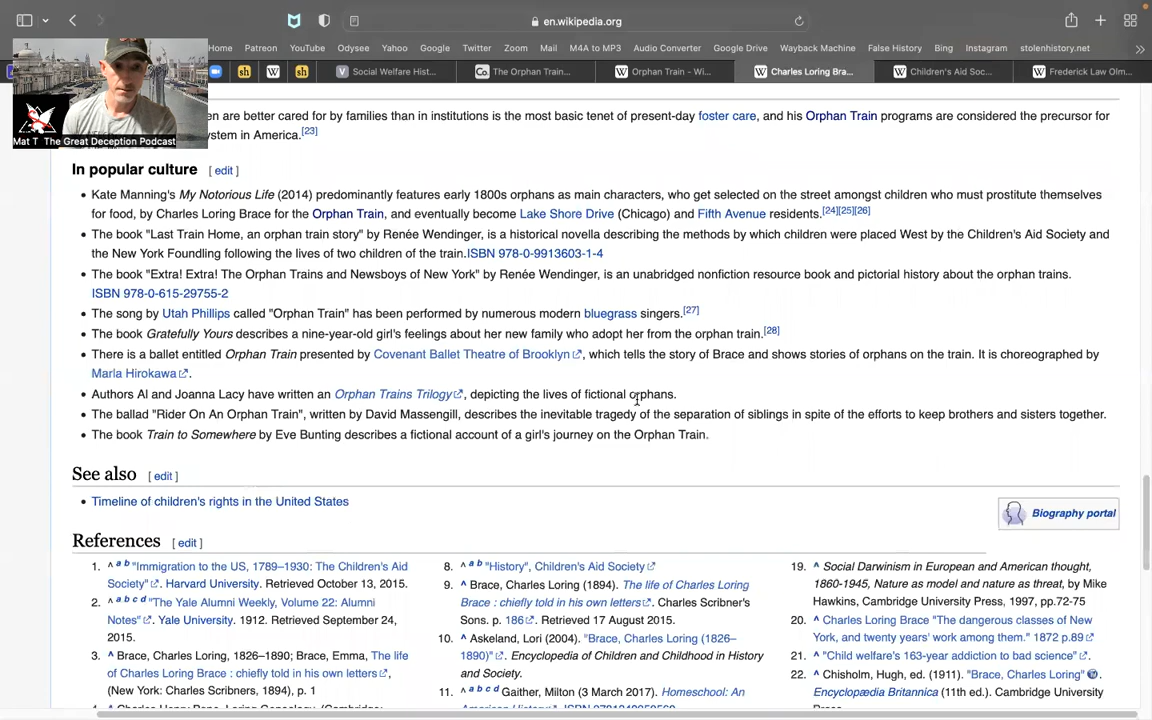 en.wikipedia.org
Home Patreon YouTube Odysee Yahoo Google Twitter Zoom Mail M4A to MP3 Audio Converter Google Drive Wayback Machine False History Bing Instagram stolenhistory.net
sh W sh V Social Welfare Hist... Co. The Orphan Train... W Orphan Train - Wi... W Charles Loring Bra... W Children's Aid Soc... W Frederick Law Olm...
Mat T The Great Deception Podcast
en are better cared for by families than in institutions is the most basic tenet of present-day foster care, and his Orphan Train programs are considered the precursor for
stem in America.[23]
In popular culture [ edit ]
• Kate Manning's My Notorious Life (2014) predominantly features early 1800s orphans as main characters, who get selected on the street amongst children who must prostitute themselves
for food, by Charles Loring Brace for the Orphan Train, and eventually become Lake Shore Drive (Chicago) and Fifth Avenue residents.[24][25][26]
• The book "Last Train Home, an orphan train story" by Renée Wendinger, is a historical novella describing the methods by which children were placed West by the Children's Aid Society and
the New York Foundling following the lives of two children of the train.ISBN 978-0-9913603-1-4
• The book "Extra! Extra! The Orphan Trains and Newsboys of New York" by Renée Wendinger, is an unabridged nonfiction resource book and pictorial history about the orphan trains.
ISBN 978-0-615-29755-2
• The song by Utah Phillips called "Orphan Train" has been performed by numerous modern bluegrass singers.[27]
• The book Gratefully Yours describes a nine-year-old girl's feelings about her new family who adopt her from the orphan train.[28]
• There is a ballet entitled Orphan Train presented by Covenant Ballet Theatre of Brooklyn, which tells the story of Brace and shows stories of orphans on the train. It is choreographed by
Marla Hirokawa.
• Authors Al and Joanna Lacy have written an Orphan Trains Trilogy, depicting the lives of fictional orphans.
• The ballad "Rider On An Orphan Train", written by David Massengill, describes the inevitable tragedy of the separation of siblings in spite of the efforts to keep brothers and sisters together.
• The book Train to Somewhere by Eve Bunting describes a fictional account of a girl's journey on the Orphan Train.
See also [ edit ]
• Timeline of children's rights in the United States
Biography portal
References [ edit ]
1. ^ a b "Immigration to the US, 1789–1930: The Children's Aid
Society". Harvard University. Retrieved October 13, 2015.
2. ^ a b c d "The Yale Alumni Weekly, Volume 22: Alumni
Notes". Yale University. 1912. Retrieved September 24,
2015.
3. ^ Brace, Charles Loring, 1826–1890; Brace, Emma, The life
of Charles Loring Brace : chiefly told in his own letters,
(New York: Charles Scribners, 1894), p. 1
8. ^ a b "History", Children's Aid Society
9. ^ Brace, Charles Loring (1894). The life of Charles Loring
Brace : chiefly told in his own letters. Charles Scribner's
Sons. p. 186. Retrieved 17 August 2015.
10. ^ Askeland, Lori (2004). "Brace, Charles Loring (1826–
1890)". Encyclopedia of Children and Childhood in History
and Society.
11. ^ a b c d Gaither, Milton (3 March 2017). Homeschool: An
19. ^ Social Darwinism in European and American thought,
1860-1945, Nature as model and nature as threat, by Mike
Hawkins, Cambridge University Press, 1997, pp.72-75
20. ^ Charles Loring Brace "The dangerous classes of New
York, and twenty years' work among them." 1872 p.89
21. ^ "Child welfare's 163-year addiction to bad science".
22. ^ Chisholm, Hugh, ed. (1911). "Brace, Charles Loring"
Encyclopædia Britannica (11th ed.). Cambridge University